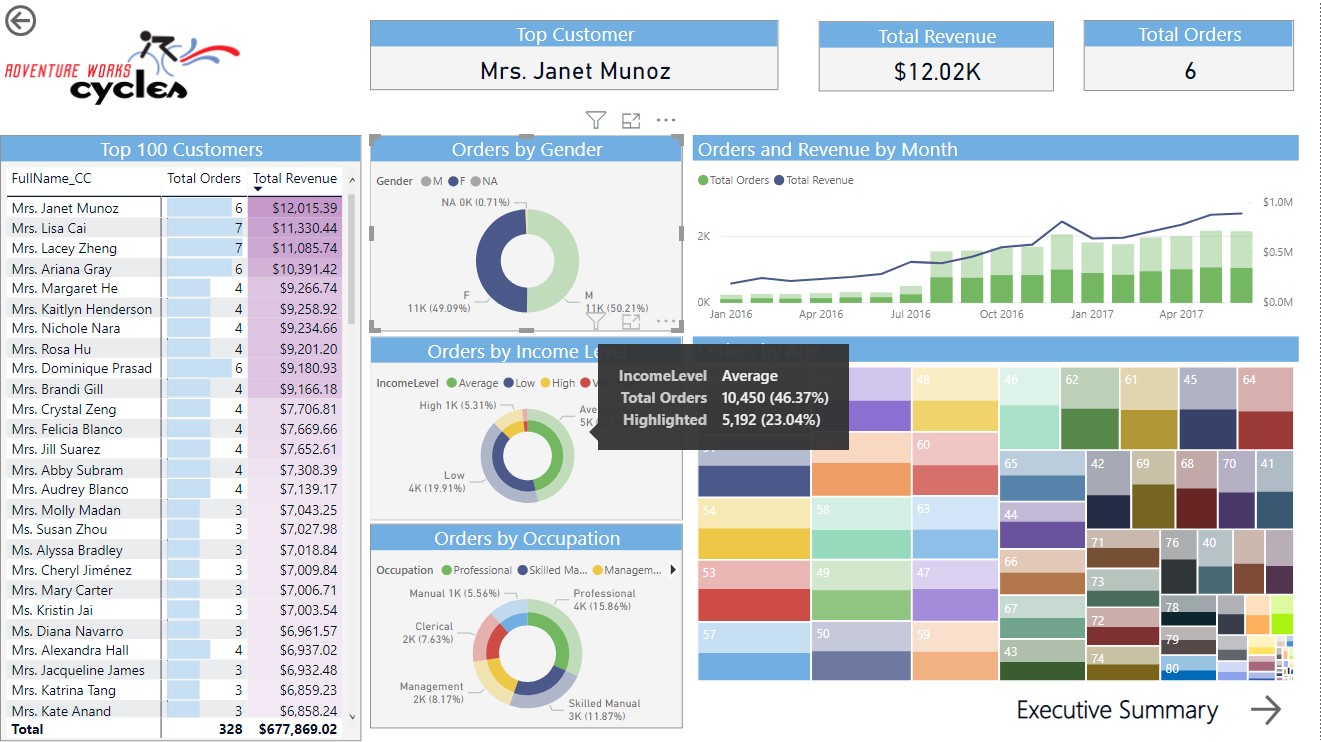 ADVENTURE WORKS
cycles
Top Customer
Mrs. Janet Munoz
Total Revenue
$12.02K
Total Orders
6
Top 100 Customers
FullName_CC Total Orders Total Revenue
Mrs. Janet Munoz 6 $12,015.39
Mrs. Lisa Cai 7 $11,330.44
Mrs. Lacey Zheng 7 $11,085.74
Mrs. Ariana Gray 6 $10,391.42
Mrs. Margaret He 4 $9,266.74
Mrs. Kaitlyn Henderson 4 $9,258.92
Mrs. Nichole Nara 4 $9,234.66
Mrs. Rosa Hu 4 $9,201.20
Mrs. Dominique Prasad 6 $9,180.93
Mrs. Brandi Gill 4 $9,166.18
Mrs. Crystal Zeng 4 $7,706.81
Mrs. Felicia Blanco 4 $7,669.66
Mrs. Jill Suarez 4 $7,652.61
Mrs. Abby Subram 4 $7,308.39
Mrs. Audrey Blanco 4 $7,139.17
Mrs. Molly Madan 3 $7,043.25
Ms. Susan Zhou 3 $7,027.98
Ms. Alyssa Bradley 3 $7,018.84
Mrs. Cheryl Jiménez 3 $7,009.84
Mrs. Mary Carter 3 $7,006.71
Ms. Kristin Jai 3 $7,003.54
Ms. Diana Navarro 3 $6,961.57
Mrs. Alexandra Hall 4 $6,937.02
Mrs. Jacqueline James 3 $6,932.48
Mrs. Katrina Tang 3 $6,859.23
Mrs. Kate Anand 3 $6,858.24
Total 328 $677,869.02
Orders by Gender
Gender M F NA
NA 0K (0.71%)
F
11K (49.09%)
M
11K (50.21%)
Orders by Income Level
IncomeLevel Average Low High
High 1K (5.31%)
5K
Low
4K (19.91%)
IncomeLevel Average
Total Orders 10,450 (46.37%)
Highlighted 5,192 (23.04%)
Orders by Occupation
Occupation Professional Skilled Ma... Managem...
Manual 1K (5.56%)
Professional
4K (15.86%)
Clerical
2K (7.63%)
Management
2K (8.17%)
Skilled Manual
3K (11.87%)
Orders and Revenue by Month
Total Orders Total Revenue
2K
0K
$1.0M
$0.5M
$0.0M
Jan 2016 Apr 2016 Jul 2016 Oct 2016 Jan 2017 Apr 2017
Orders by Age
48 46 62 61 45 64
60 65 42 69 68 70 41
54 58 63 44
71 76 40
53 49 47 66 73
67 72 78
57 50 59 43 74 79
80
Executive Summary